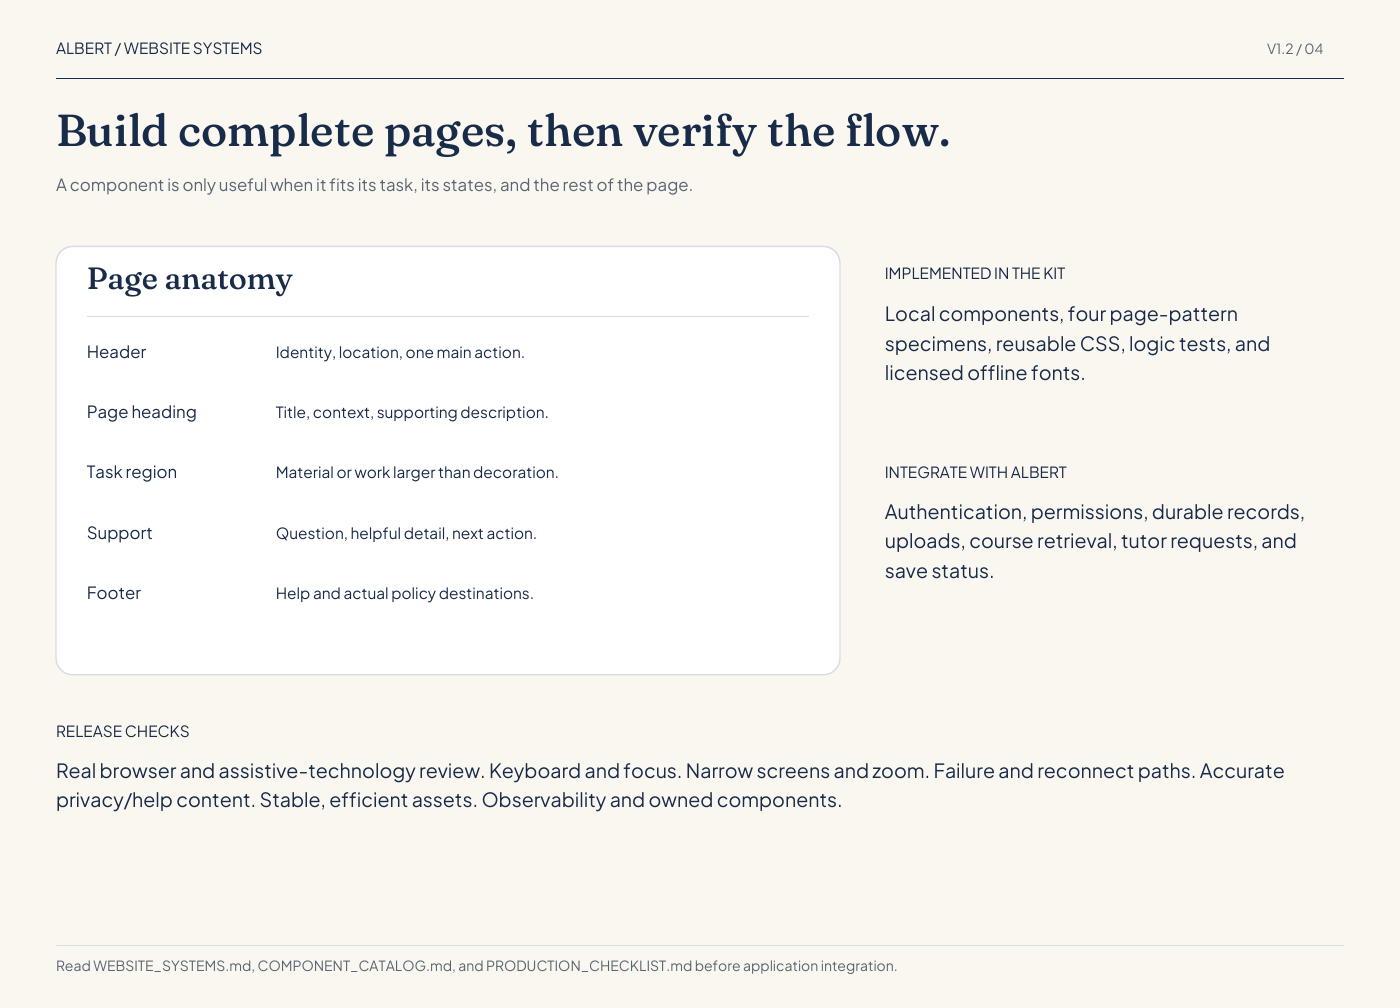 ALBERT / WEBSITE SYSTEMS
V1.2 / 04
Build complete pages, then verify the flow.
A component is only useful when it fits its task, its states, and the rest of the page.
Page anatomy
Header
Identity, location, one main action.
Page heading
Title, context, supporting description.
Task region
Material or work larger than decoration.
Support
Question, helpful detail, next action.
Footer
Help and actual policy destinations.
IMPLEMENTED IN THE KIT
Local components, four page-pattern
specimens, reusable CSS, logic tests, and
licensed offline fonts.
INTEGRATE WITH ALBERT
Authentication, permissions, durable records,
uploads, course retrieval, tutor requests, and
save status.
RELEASE CHECKS
Real browser and assistive-technology review. Keyboard and focus. Narrow screens and zoom. Failure and reconnect paths. Accurate
privacy/help content. Stable, efficient assets. Observability and owned components.
Read WEBSITE_SYSTEMS.md, COMPONENT_CATALOG.md, and PRODUCTION_CHECKLIST.md before application integration.